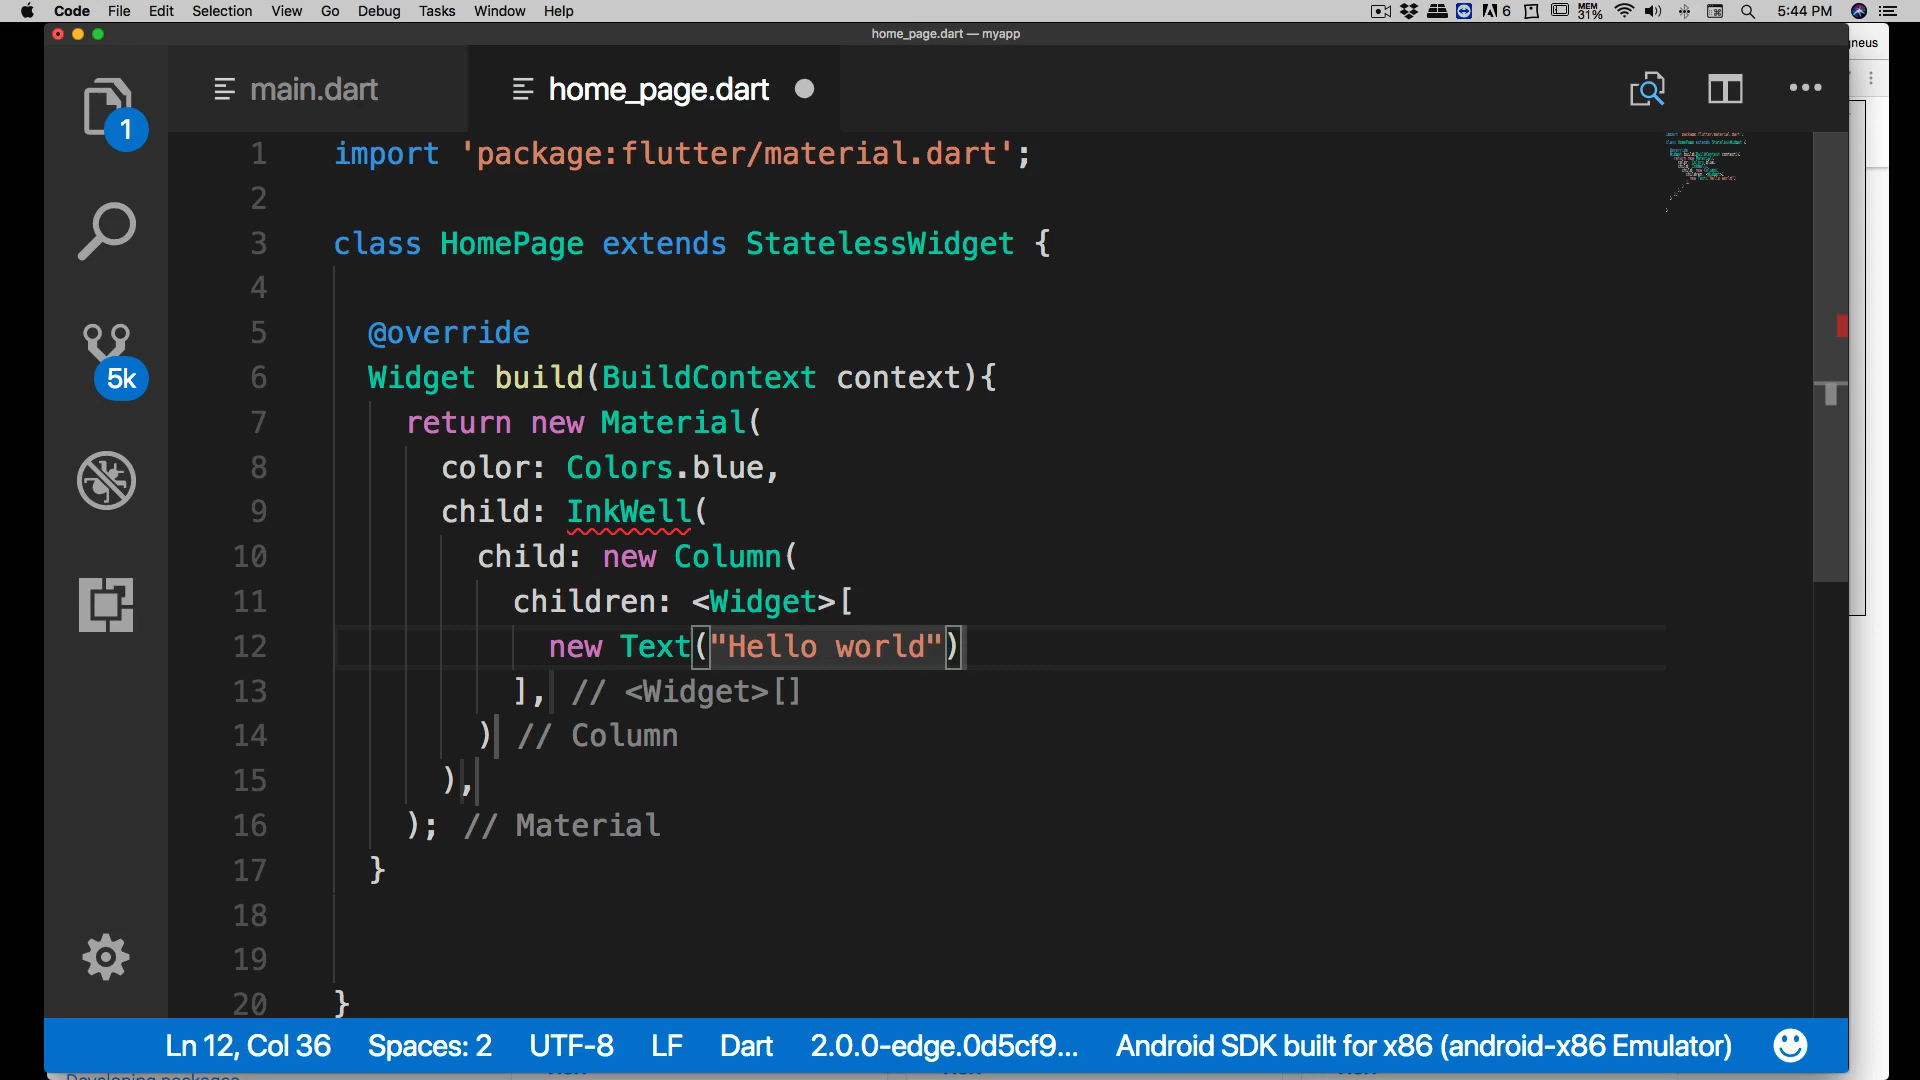 Code File Edit Selection View Go Debug Tasks Window Help
6 MEM 31% 5:44 PM
home_page.dart — myapp
gneus
main.dart
home_page.dart
1
5k
1 import 'package:flutter/material.dart';
2
3 class HomePage extends StatelessWidget {
4
5 @override
6 Widget build(BuildContext context){
7 return new Material(
8 color: Colors.blue,
9 child: InkWell(
10 child: new Column(
11 children: <Widget>[
12 new Text("Hello world")
13 ], // <Widget>[]
14 ) // Column
15 ),
16 ); // Material
17 }
18
19
20 }
Ln 12, Col 36 Spaces: 2 UTF-8 LF Dart 2.0.0-edge.0d5cf9... Android SDK built for x86 (android-x86 Emulator)